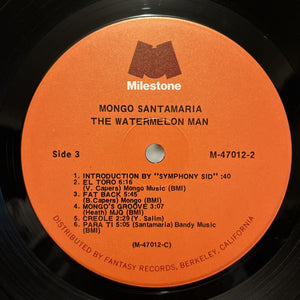 Milestone
MONGO SANTAMARIA
THE WATERMELON MAN
Side 3
M-47012-2
1. INTRODUCTION BY "SYMPHONY SID" :40
2. EL TORO 5:16
(V. Capers) Mongo Music (BMI)
3. FAT BACK 5:45
(B.Capers) Mongo (BMI)
4. MONGO'S GROOVE 3:07
(Heath) MJQ (BMI)
5. CREOLE 2:29 (Y. Salim)
6. PARA TI 5:05 (Santamaria) Bandy Music
(BMI)
(M-47012-C)
DISTRIBUTED BY FANTASY RECORDS, BERKELEY, CALIFORNIA